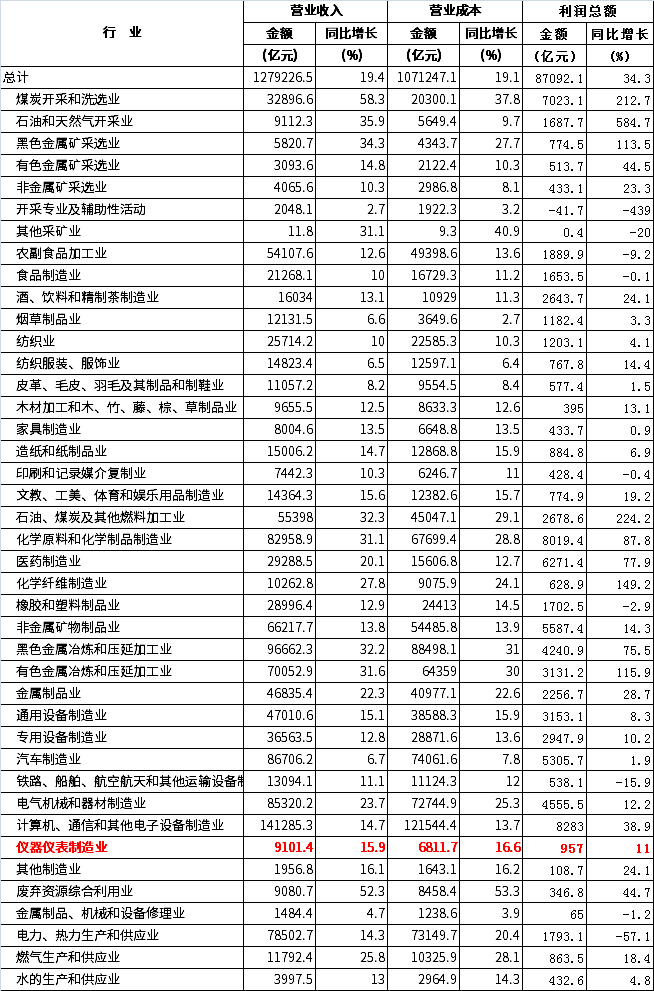 行 业 营业收入 营业成本 利润总额
金额 同比增长 金额 同比增长 金额 同比增长
(亿元) (%) (亿元) (%) (亿元) (%)
总计 1279226.5 19.4 1071247.1 19.1 87092.1 34.3
煤炭开采和洗选业 32896.6 58.3 20300.1 37.8 7023.1 212.7
石油和天然气开采业 9112.3 35.9 5649.4 9.7 1687.7 584.7
黑色金属矿采选业 5820.7 34.3 4343.7 27.7 774.5 113.5
有色金属矿采选业 3093.6 14.8 2122.4 10.3 513.7 44.5
非金属矿采选业 4065.6 10.3 2986.8 8.1 433.1 23.3
开采专业及辅助性活动 2048.1 2.7 1922.3 3.2 -41.7 -439
其他采矿业 11.8 31.1 9.3 40.9 0.4 -20
农副食品加工业 54107.6 12.6 49398.6 13.6 1889.9 -9.2
食品制造业 21268.1 10 16729.3 11.2 1653.5 -0.1
酒、饮料和精制茶制造业 16034 13.1 10929 11.3 2643.7 24.1
烟草制品业 12131.5 6.6 3649.6 2.7 1182.4 3.3
纺织业 25714.2 10 22585.3 10.3 1203.1 4.1
纺织服装、服饰业 14823.4 6.5 12597.1 6.4 767.8 14.4
皮革、毛皮、羽毛及其制品和制鞋业 11057.2 8.2 9554.5 8.4 577.4 1.5
木材加工和木、竹、藤、棕、草制品业 9655.5 12.5 8633.3 12.6 395 13.1
家具制造业 8004.6 13.5 6648.8 13.5 433.7 0.9
造纸和纸制品业 15006.2 14.7 12868.8 15.9 884.8 6.9
印刷和记录媒介复制业 7442.3 10.3 6246.7 11 428.4 -0.4
文教、工美、体育和娱乐用品制造业 14364.3 15.6 12382.6 15.7 774.9 19.2
石油、煤炭及其他燃料加工业 55398 32.3 45047.1 29.1 2678.6 224.2
化学原料和化学制品制造业 82958.9 31.1 67699.4 28.8 8019.4 87.8
医药制造业 29288.5 20.1 15606.8 12.7 6271.4 77.9
化学纤维制造业 10262.8 27.8 9075.9 24.1 628.9 149.2
橡胶和塑料制品业 28996.4 12.9 24413 14.5 1702.5 -2.9
非金属矿物制品业 66217.7 13.8 54485.8 13.9 5587.4 14.3
黑色金属冶炼和压延加工业 96662.3 32.2 88498.1 31 4240.9 75.5
有色金属冶炼和压延加工业 70052.9 31.6 64359 30 3131.2 115.9
金属制品业 46835.4 22.3 40977.1 22.6 2256.7 28.7
通用设备制造业 47010.6 15.1 38588.3 15.9 3153.1 8.3
专用设备制造业 36563.5 12.8 28871.6 13.6 2947.9 10.2
汽车制造业 86706.2 6.7 74061.6 7.8 5305.7 1.9
铁路、船舶、航空航天和其他运输设备制 13094.1 11.1 11124.3 12 538.1 -15.9
电气机械和器材制造业 85320.2 23.7 72744.9 25.3 4555.5 12.2
计算机、通信和其他电子设备制造业 141285.3 14.7 121544.4 13.7 8283 38.9
仪器仪表制造业 9101.4 15.9 6811.7 16.6 957 11
其他制造业 1956.8 16.1 1643.1 16.2 108.7 24.1
废弃资源综合利用业 9080.7 52.3 8458.4 53.3 346.8 44.7
金属制品、机械和设备修理业 1484.4 4.7 1238.6 3.9 65 -1.2
电力、热力生产和供应业 78502.7 14.3 73149.7 20.4 1793.1 -57.1
燃气生产和供应业 11792.4 25.8 10325.9 28.1 863.5 18.4
水的生产和供应业 3997.5 13 2964.9 14.3 432.6 4.8